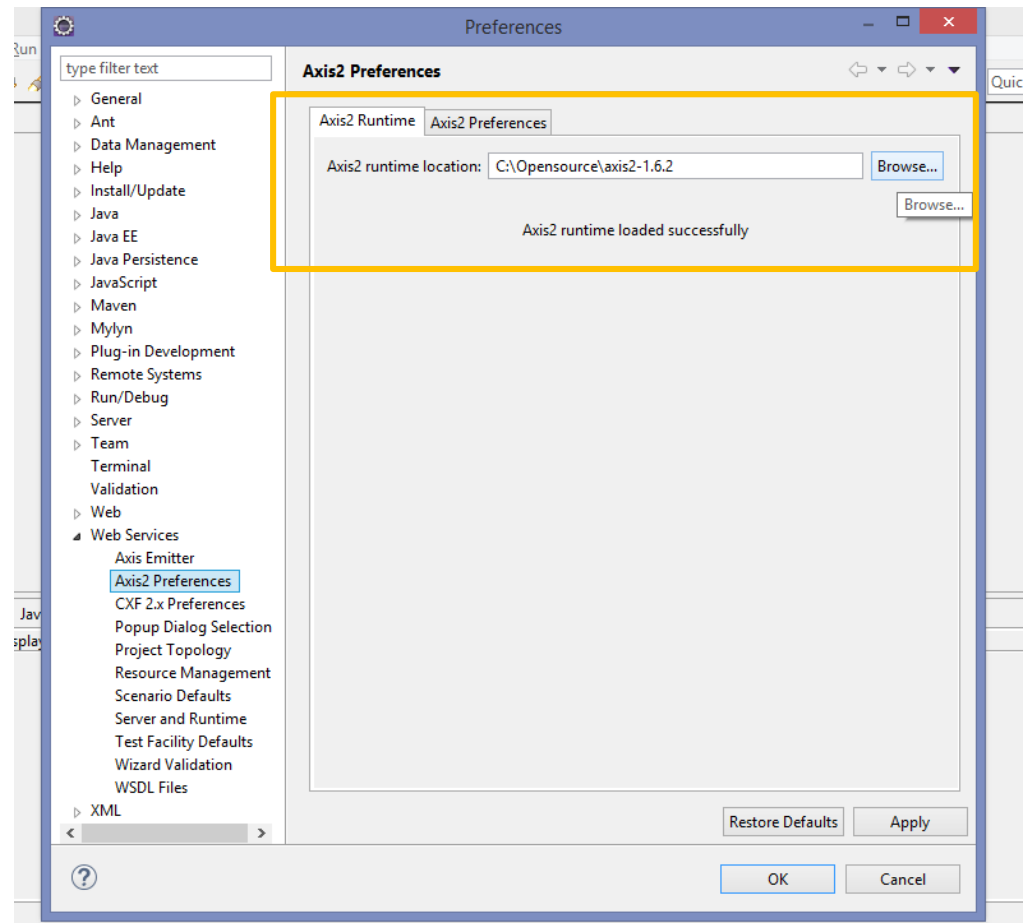 Preferences
Run
type filter text
Axis2 Preferences
Quic
General
Ant
Data Management
Help
Install/Update
Java
Java EE
Java Persistence
JavaScript
Maven
Mylyn
Plug-in Development
Remote Systems
Run/Debug
Server
Team
Terminal
Validation
Web
Web Services
Axis Emitter
Axis2 Preferences
CXF 2.x Preferences
Popup Dialog Selection
Project Topology
Resource Management
Scenario Defaults
Server and Runtime
Test Facility Defaults
Wizard Validation
WSDL Files
XML
Axis2 Runtime Axis2 Preferences
Axis2 runtime location: C:\Opensource\axis2-1.6.2 Browse...
Browse...
Axis2 runtime loaded successfully
Jav
splay
Restore Defaults Apply
? OK Cancel